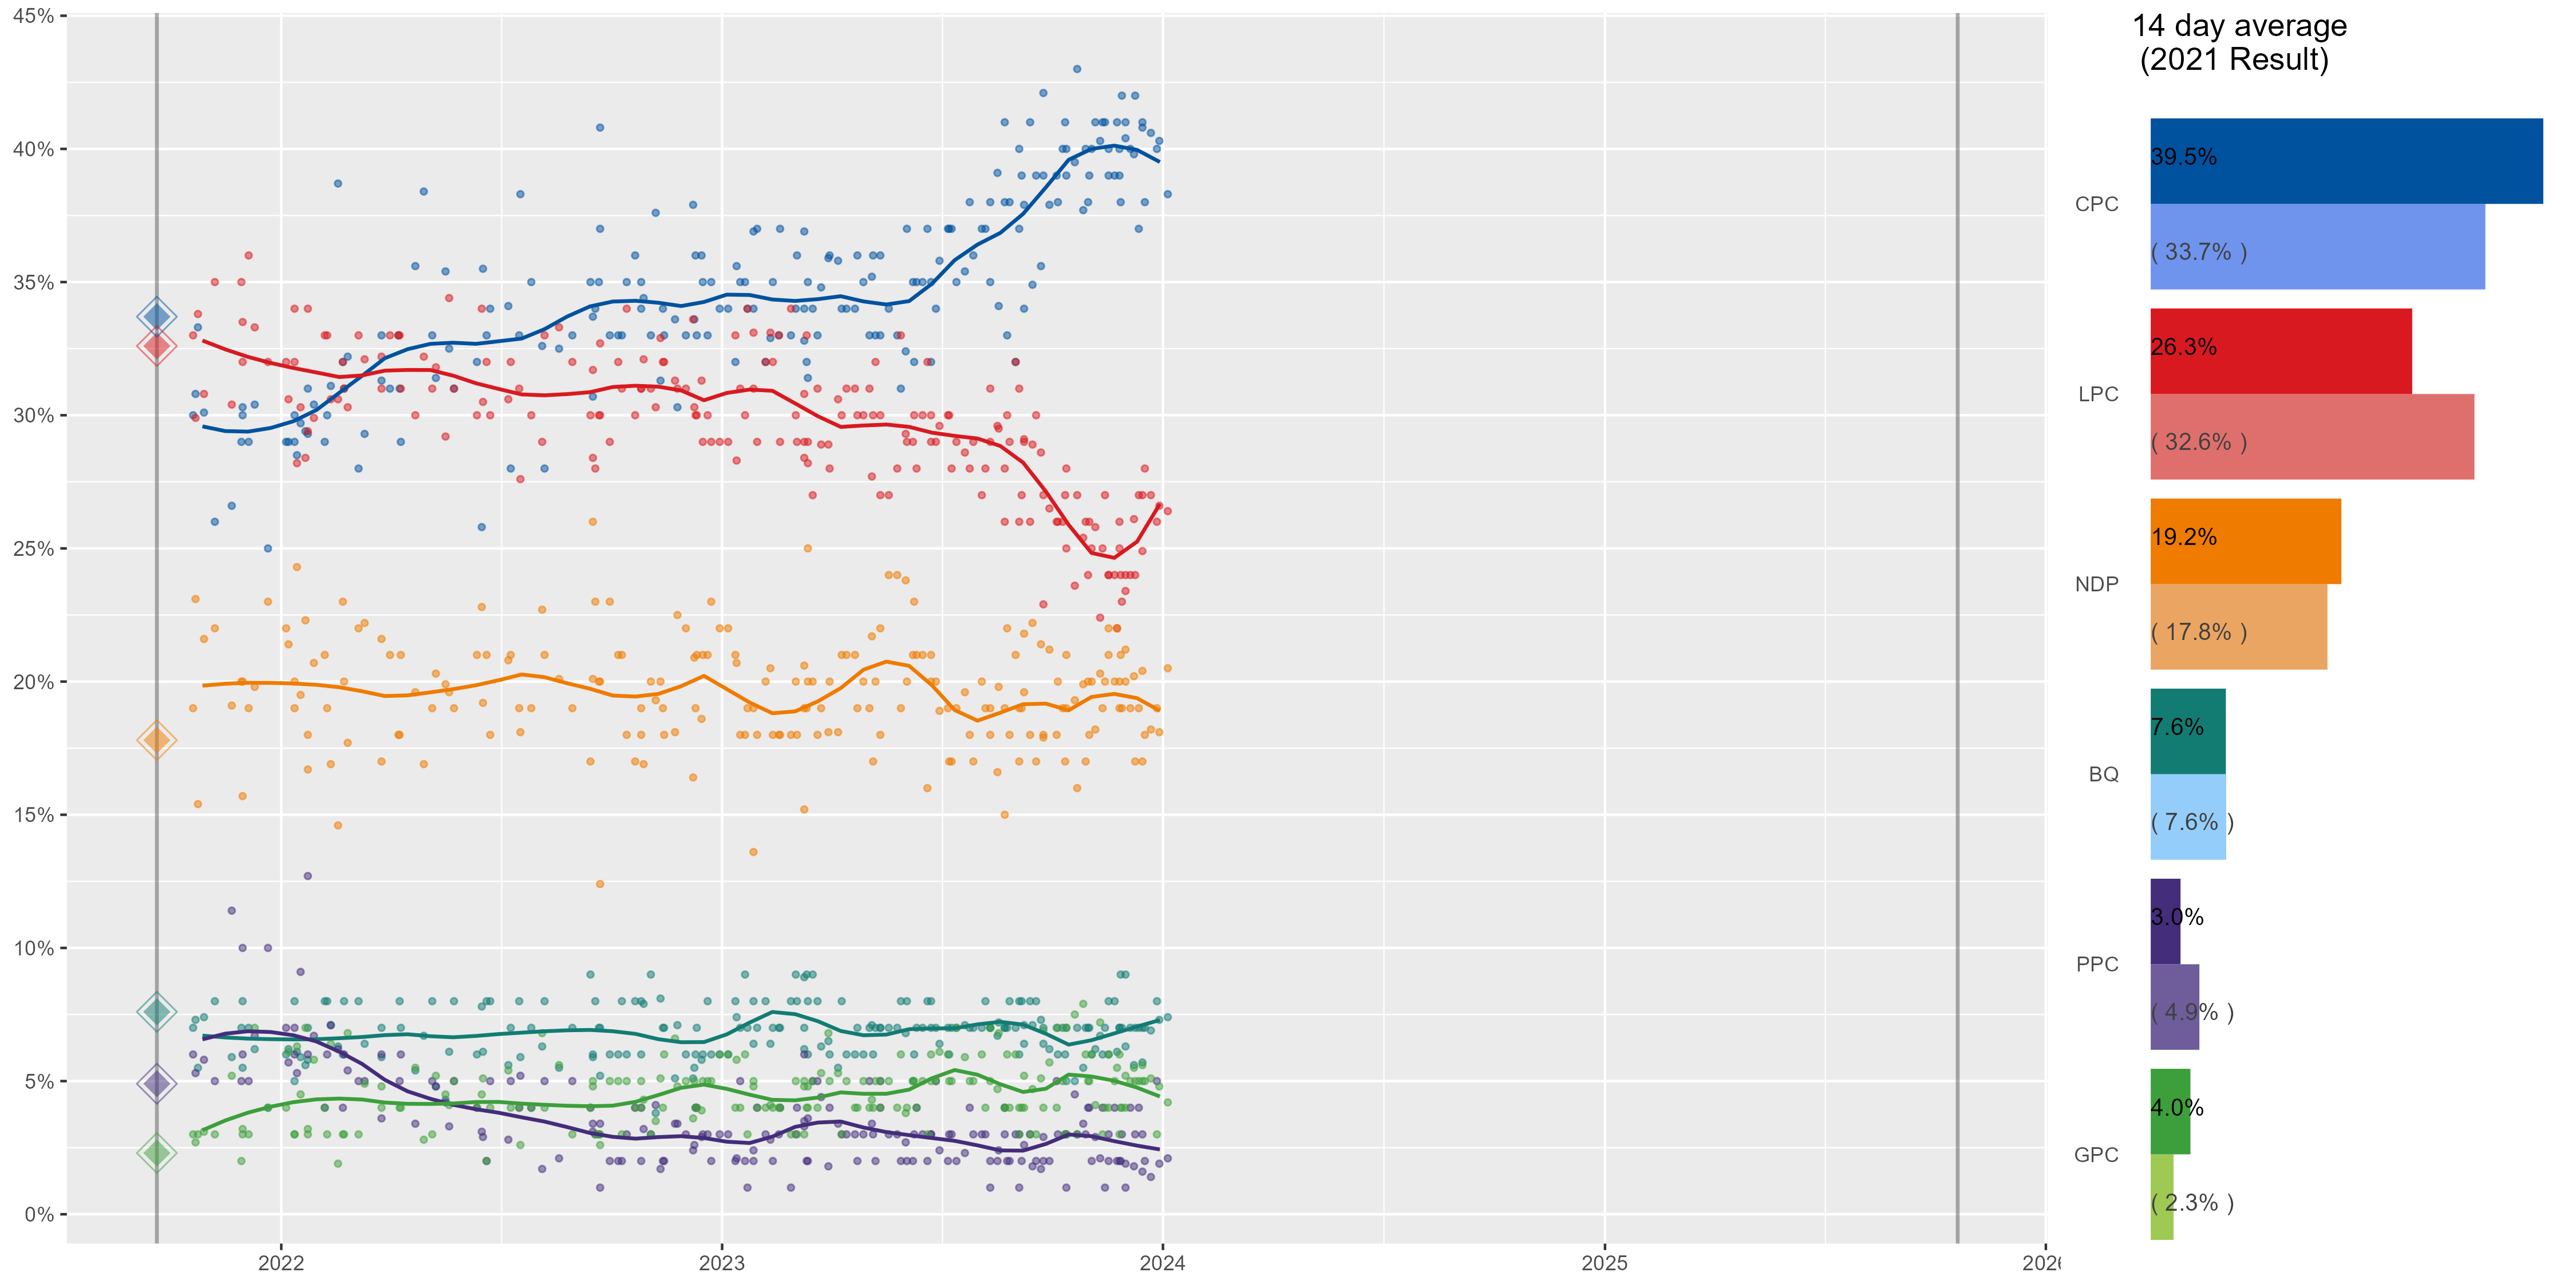 45%
40%
35%
30%
25%
20%
15%
10%
5%
0%
2022
2023
2024
2025
202
14 day average
(2021 Result)
CPC
39.5%
( 33.7% )
LPC
26.3%
( 32.6% )
NDP
19.2%
( 17.8% )
BQ
7.6%
( 7.6% )
PPC
3.0%
( 4.9% )
GPC
4.0%
( 2.3% )